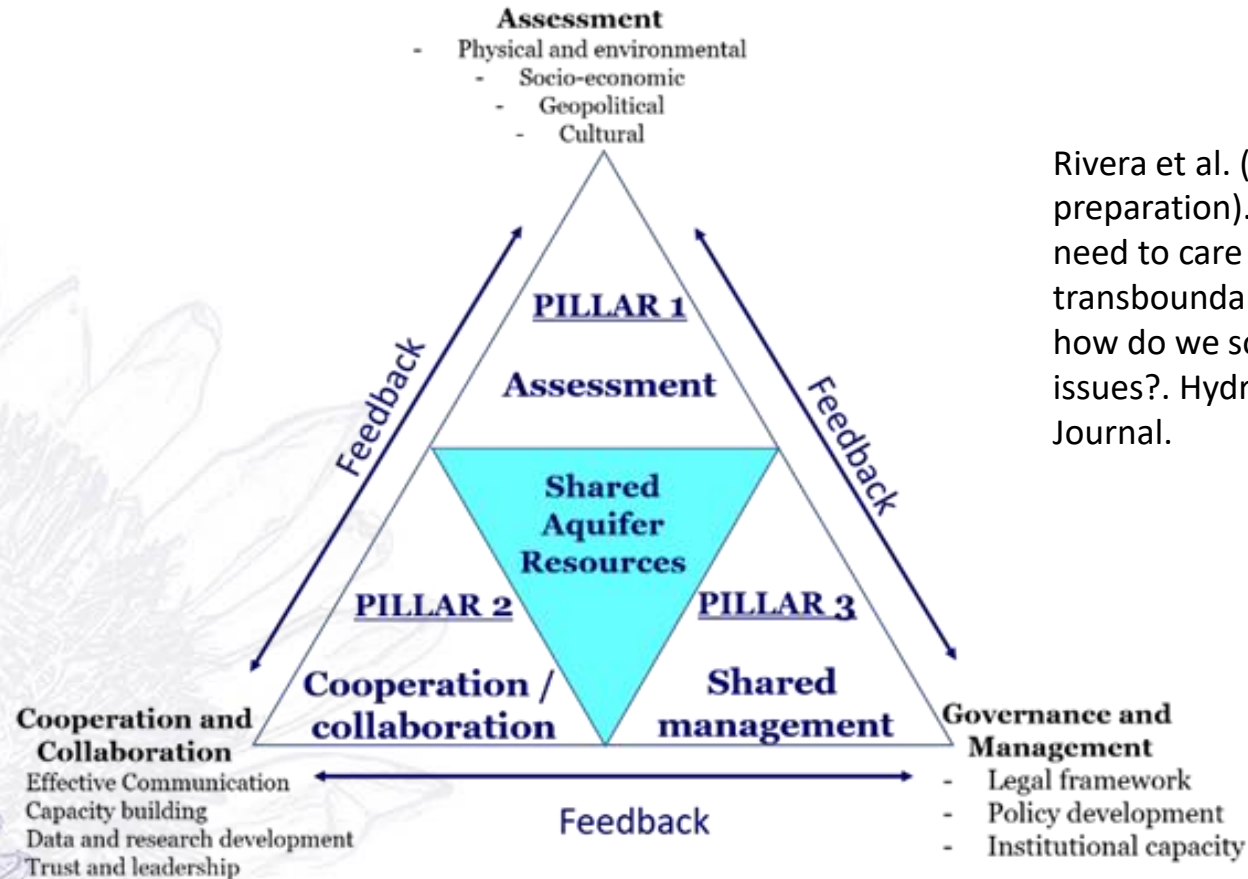 Assessment
- Physical and environmental
- Socio-economic
- Geopolitical
- Cultural
Rivera et al. (
preparation).
need to care
transbounda
how do we so
issues?. Hydr
Journal.
Feedback
Feedback
PILLAR 1
Assessment
Shared
Aquifer
Resources
PILLAR 2
Cooperation /
collaboration
PILLAR 3
Shared
management
Cooperation and
Collaboration
Effective Communication
Capacity building
Data and research development
Trust and leadership
Feedback
Governance and
Management
- Legal framework
- Policy development
- Institutional capacity